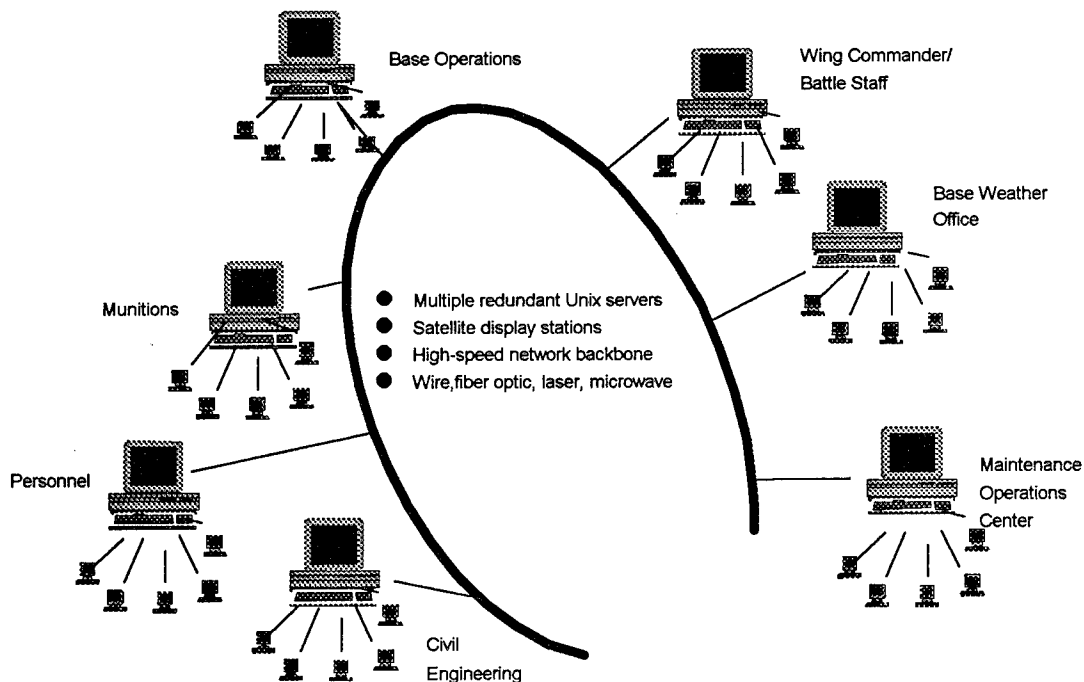 Base Operations
Wing Commander/
Battle Staff
Base Weather
Office
Munitions
● Multiple redundant Unix servers
● Satellite display stations
● High-speed network backbone
● Wire,fiber optic, laser, microwave
Personnel
Maintenance
Operations
Center
Civil
Engineering